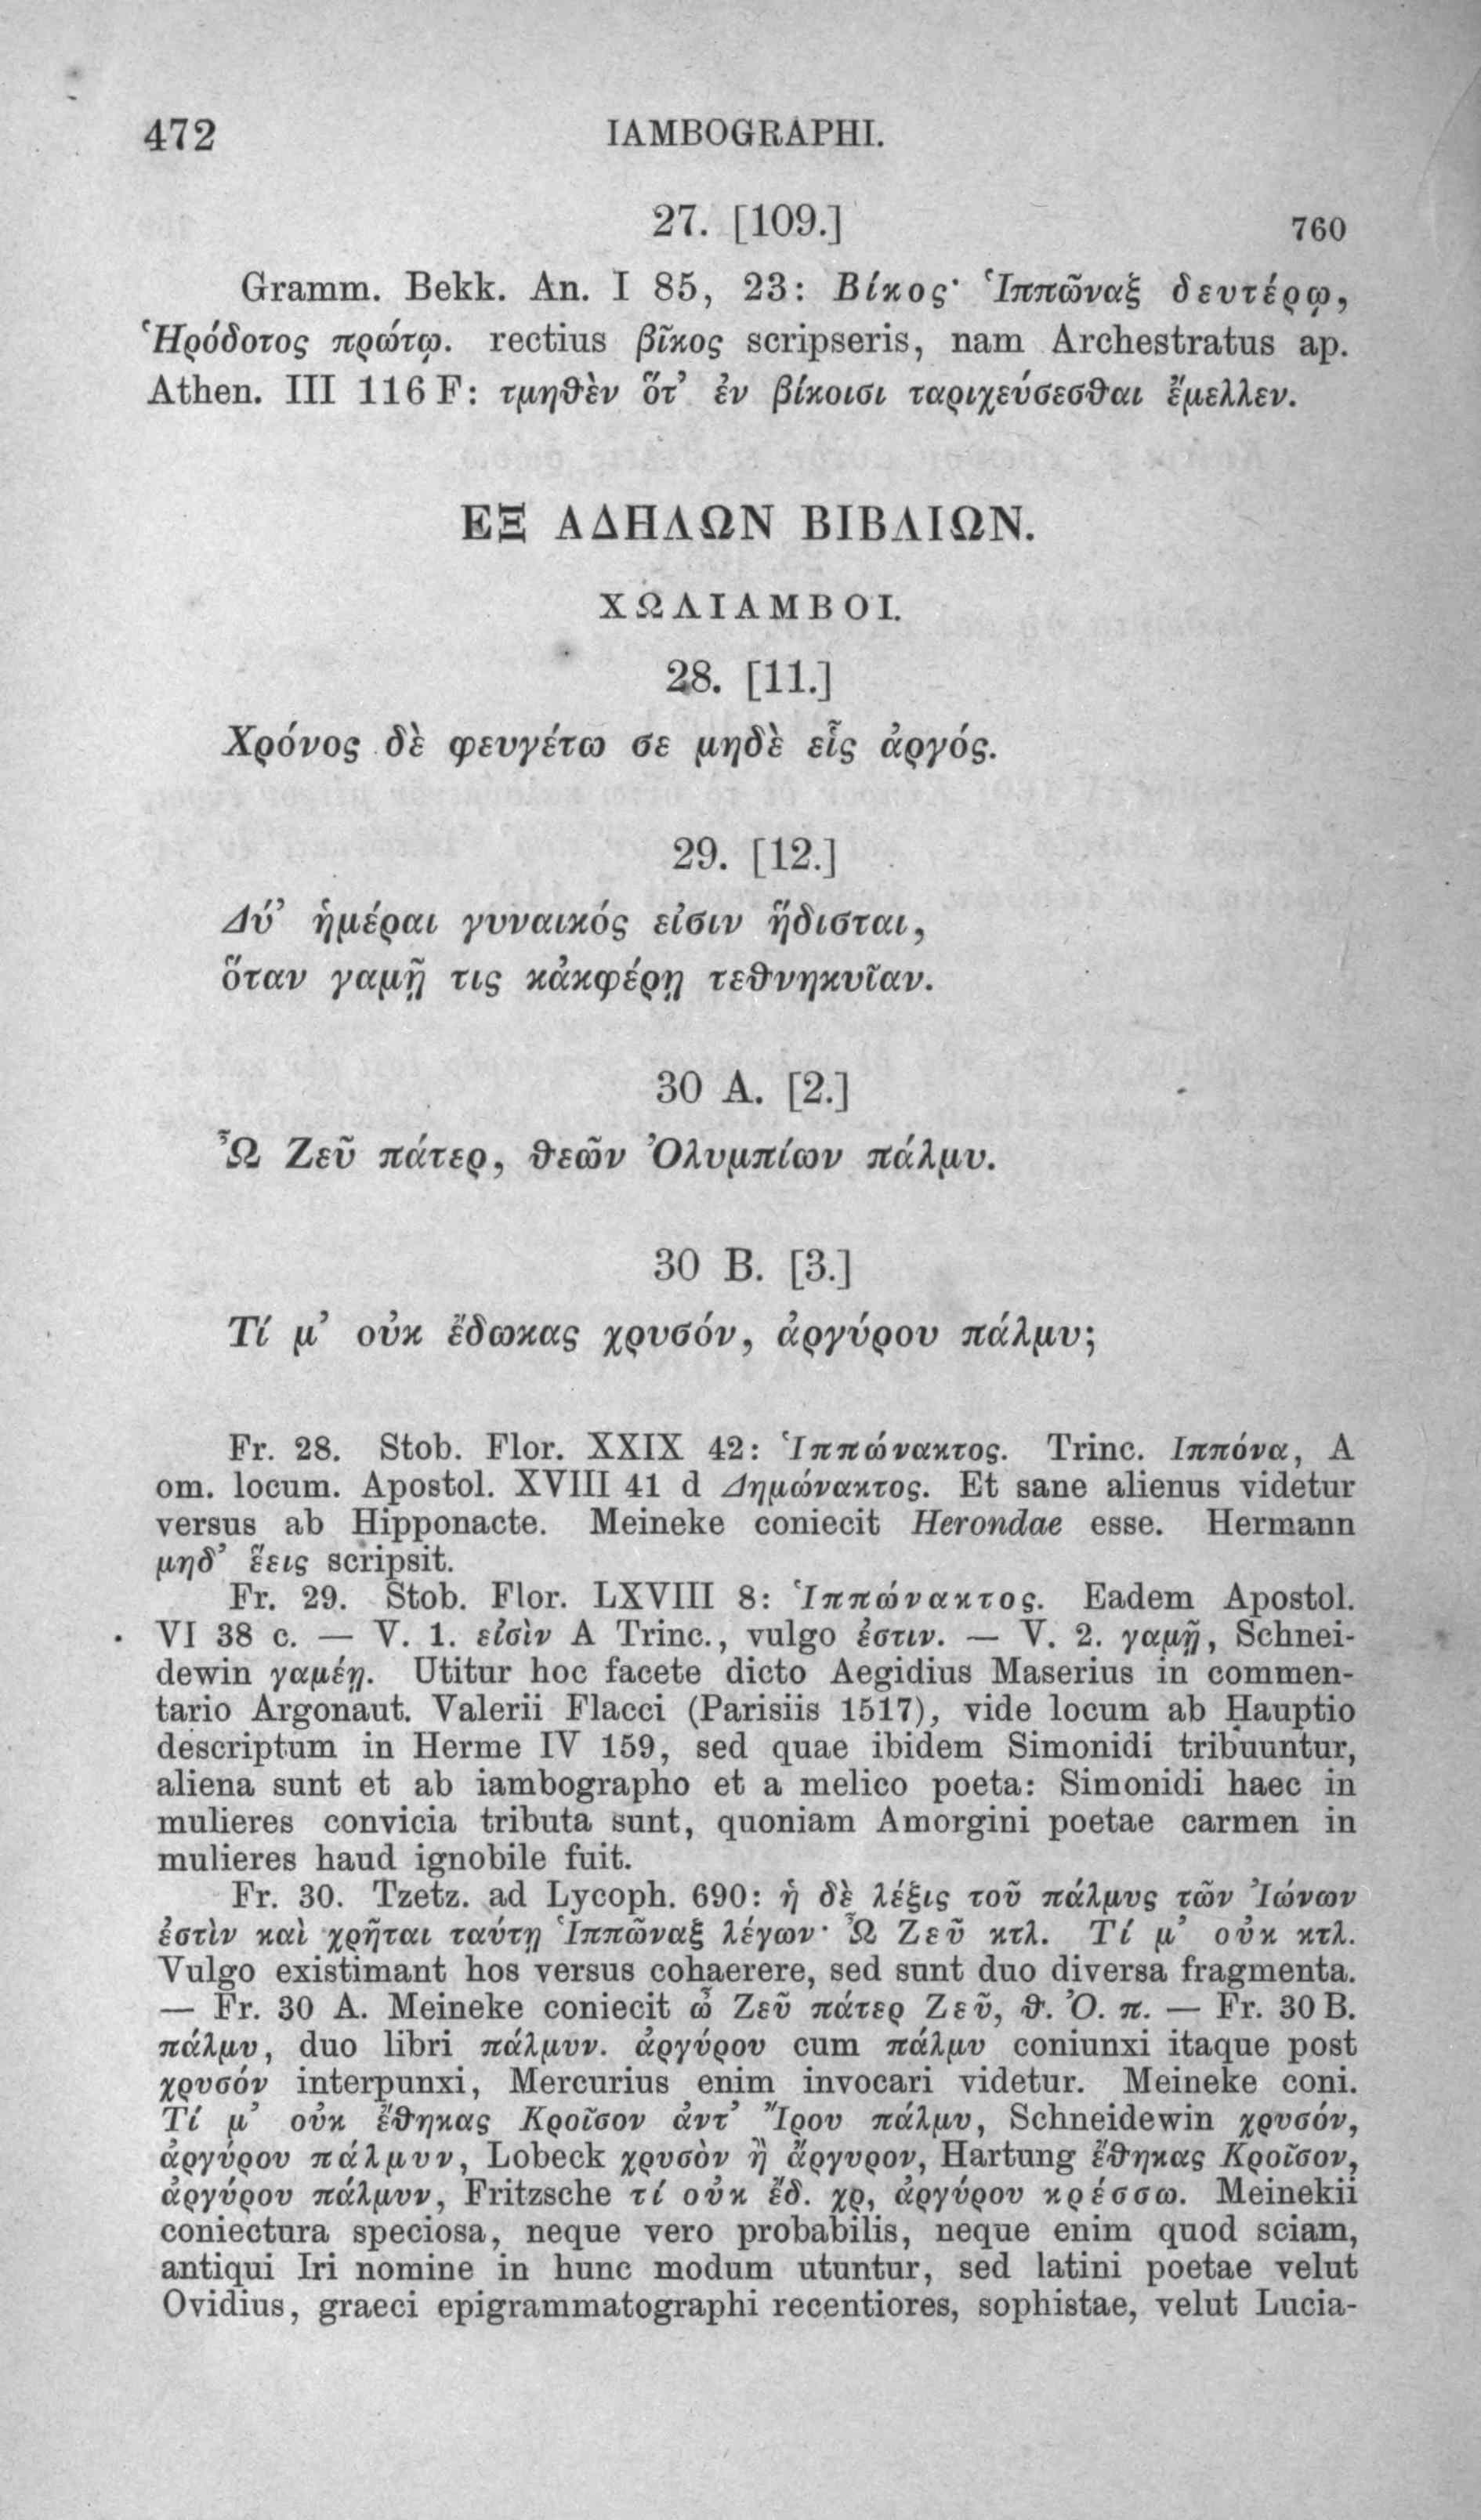 472 IAMBOGRAPHI.
27. [109.] 760
Gramm. Bekk. An. I 85, 23: Βίκος· Ἱππῶναξ δευτέρῳ,
Ἡρόδοτος πρώτῳ. rectius βῖκος scripseris, nam Archestratus ap.
Athen. III 116 F: τμηθὲν ὅτ’ ἐν βίκοισι ταριχεύσεσθαι ἔμελλεν.
ΕΞ ΑΔΗΛΩΝ ΒΙΒΛΙΩΝ.
ΧΩΛΙΑΜΒΟΙ.
28. [11.]
Χρόνος δὲ φευγέτω σε μηδὲ εἷς ἀργός.
29. [12.]
Δύ’ ἡμέραι γυναικός εἰσιν ἥδισται,
ὅταν γαμῇ τις κἀκφέρῃ τεθνηκυῖαν.
30 A. [2.]
Ὦ Ζεῦ πάτερ, θεῶν Ὀλυμπίων πάλμυ.
30 B. [3.]
Τί μ’ οὐκ ἔδωκας χρυσόν, ἀργύρου πάλμυ;
Fr. 28. Stob. Flor. XXIX 42: Ἱππώνακτος. Trinc. Ιππόνα, A
om. locum. Apostol. XVIII 41 d Δημώνακτος. Et sane alienus videtur
versus ab Hipponacte. Meineke coniecit Herondae esse. Hermann
μηδ’ ἕεις scripsit.
Fr. 29. Stob. Flor. LXVIII 8: Ἱππώνακτος. Eadem Apostol.
VI 38 c. — V. 1. εἰσὶν A Trinc., vulgo ἐστιν. — V. 2. γαμῇ, Schnei-
dewin γαμέῃ. Utitur hoc facete dicto Aegidius Maserius in commen-
tario Argonaut. Valerii Flacci (Parisiis 1517), vide locum ab Hauptio
descriptum in Herme IV 159, sed quae ibidem Simonidi tribuuntur,
aliena sunt et ab iambographo et a melico poeta: Simonidi haec in
mulieres convicia tributa sunt, quoniam Amorgini poetae carmen in
mulieres haud ignobile fuit.
Fr. 30. Tzetz. ad Lycoph. 690: ἡ δὲ λέξις τοῦ πάλμυς τῶν Ἰώνων
ἐστὶν καὶ χρῆται ταύτῃ Ἱππῶναξ λέγων· Ὦ Ζεῦ κτλ. Τί μ’ οὐκ κτλ.
Vulgo existimant hos versus cohaerere, sed sunt duo diversa fragmenta.
— Fr. 30 A. Meineke coniecit ὦ Ζεῦ πάτερ Ζεῦ, θ. Ὀ. π. — Fr. 30 B.
πάλμυ, duo libri πάλμυν. ἀργύρου cum πάλμυ coniunxi itaque post
χρυσόν interpunxi, Mercurius enim invocari videtur. Meineke coni.
Τί μ’ οὐκ ἔθηκας Κροῖσον ἀντ’ Ἴρου πάλμυ, Schneidewin χρυσόν,
ἀργύρου πάλμυν, Lobeck χρυσὸν ἢ ἄργυρον, Hartung ἔθηκας Κροῖσον,
ἀργύρου πάλμυν, Fritzsche τί οὐκ ἔδ. χρ, ἀργύρου κρέσσω. Meinekii
coniectura speciosa, neque vero probabilis, neque enim quod sciam,
antiqui Iri nomine in hunc modum utuntur, sed latini poetae velut
Ovidius, graeci epigrammatographi recentiores, sophistae, velut Lucia-